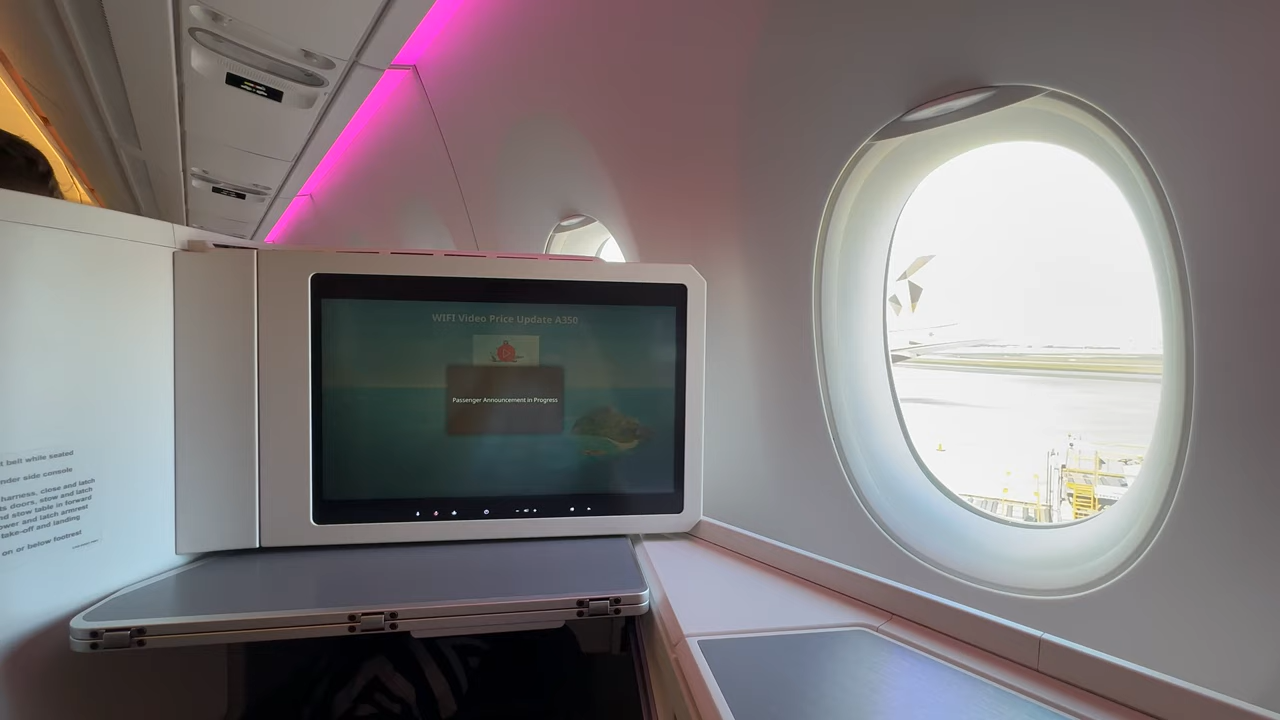 WIFI Video Price Update A350
Passenger Announcement in Progress
t belt while seated
nder side console
harness, close and latch
ts doors, stow and latch
nd stow table in forward
ower and latch armrest
take-off and landing
on or below footrest